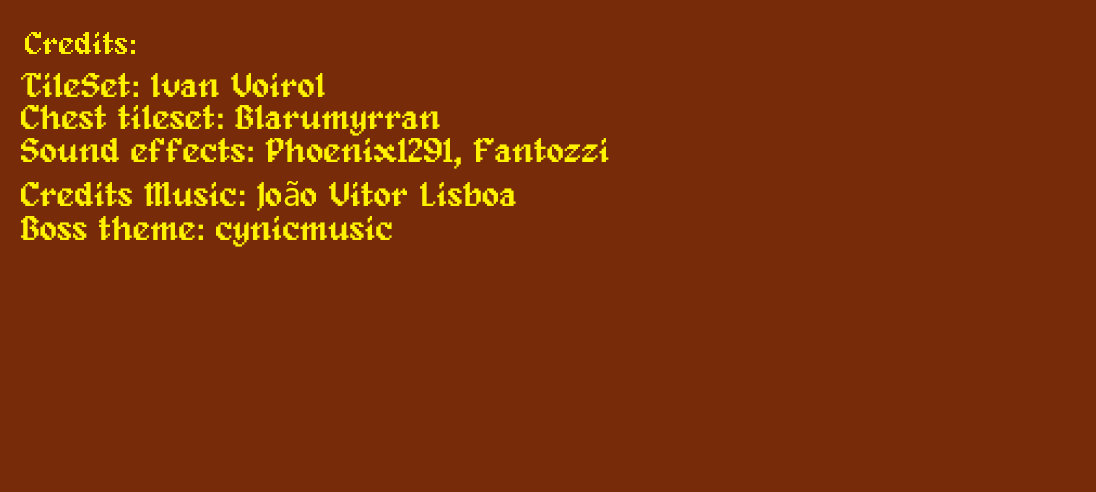 Credits:
TileSet: Ivan Voirol
Chest tileset: Blarumyrran
Sound effects: Phoenix1291, Fantozzi
Credits Music: João Vitor Lisboa
Boss theme: cynicmusic